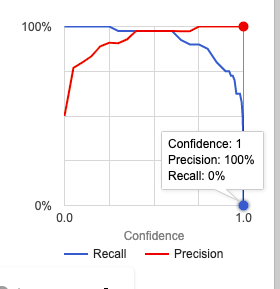 100%
Confidence: 1
Precision: 100%
Recall: 0%
0%
0.0
1.0
Confidence
Recall
Precision